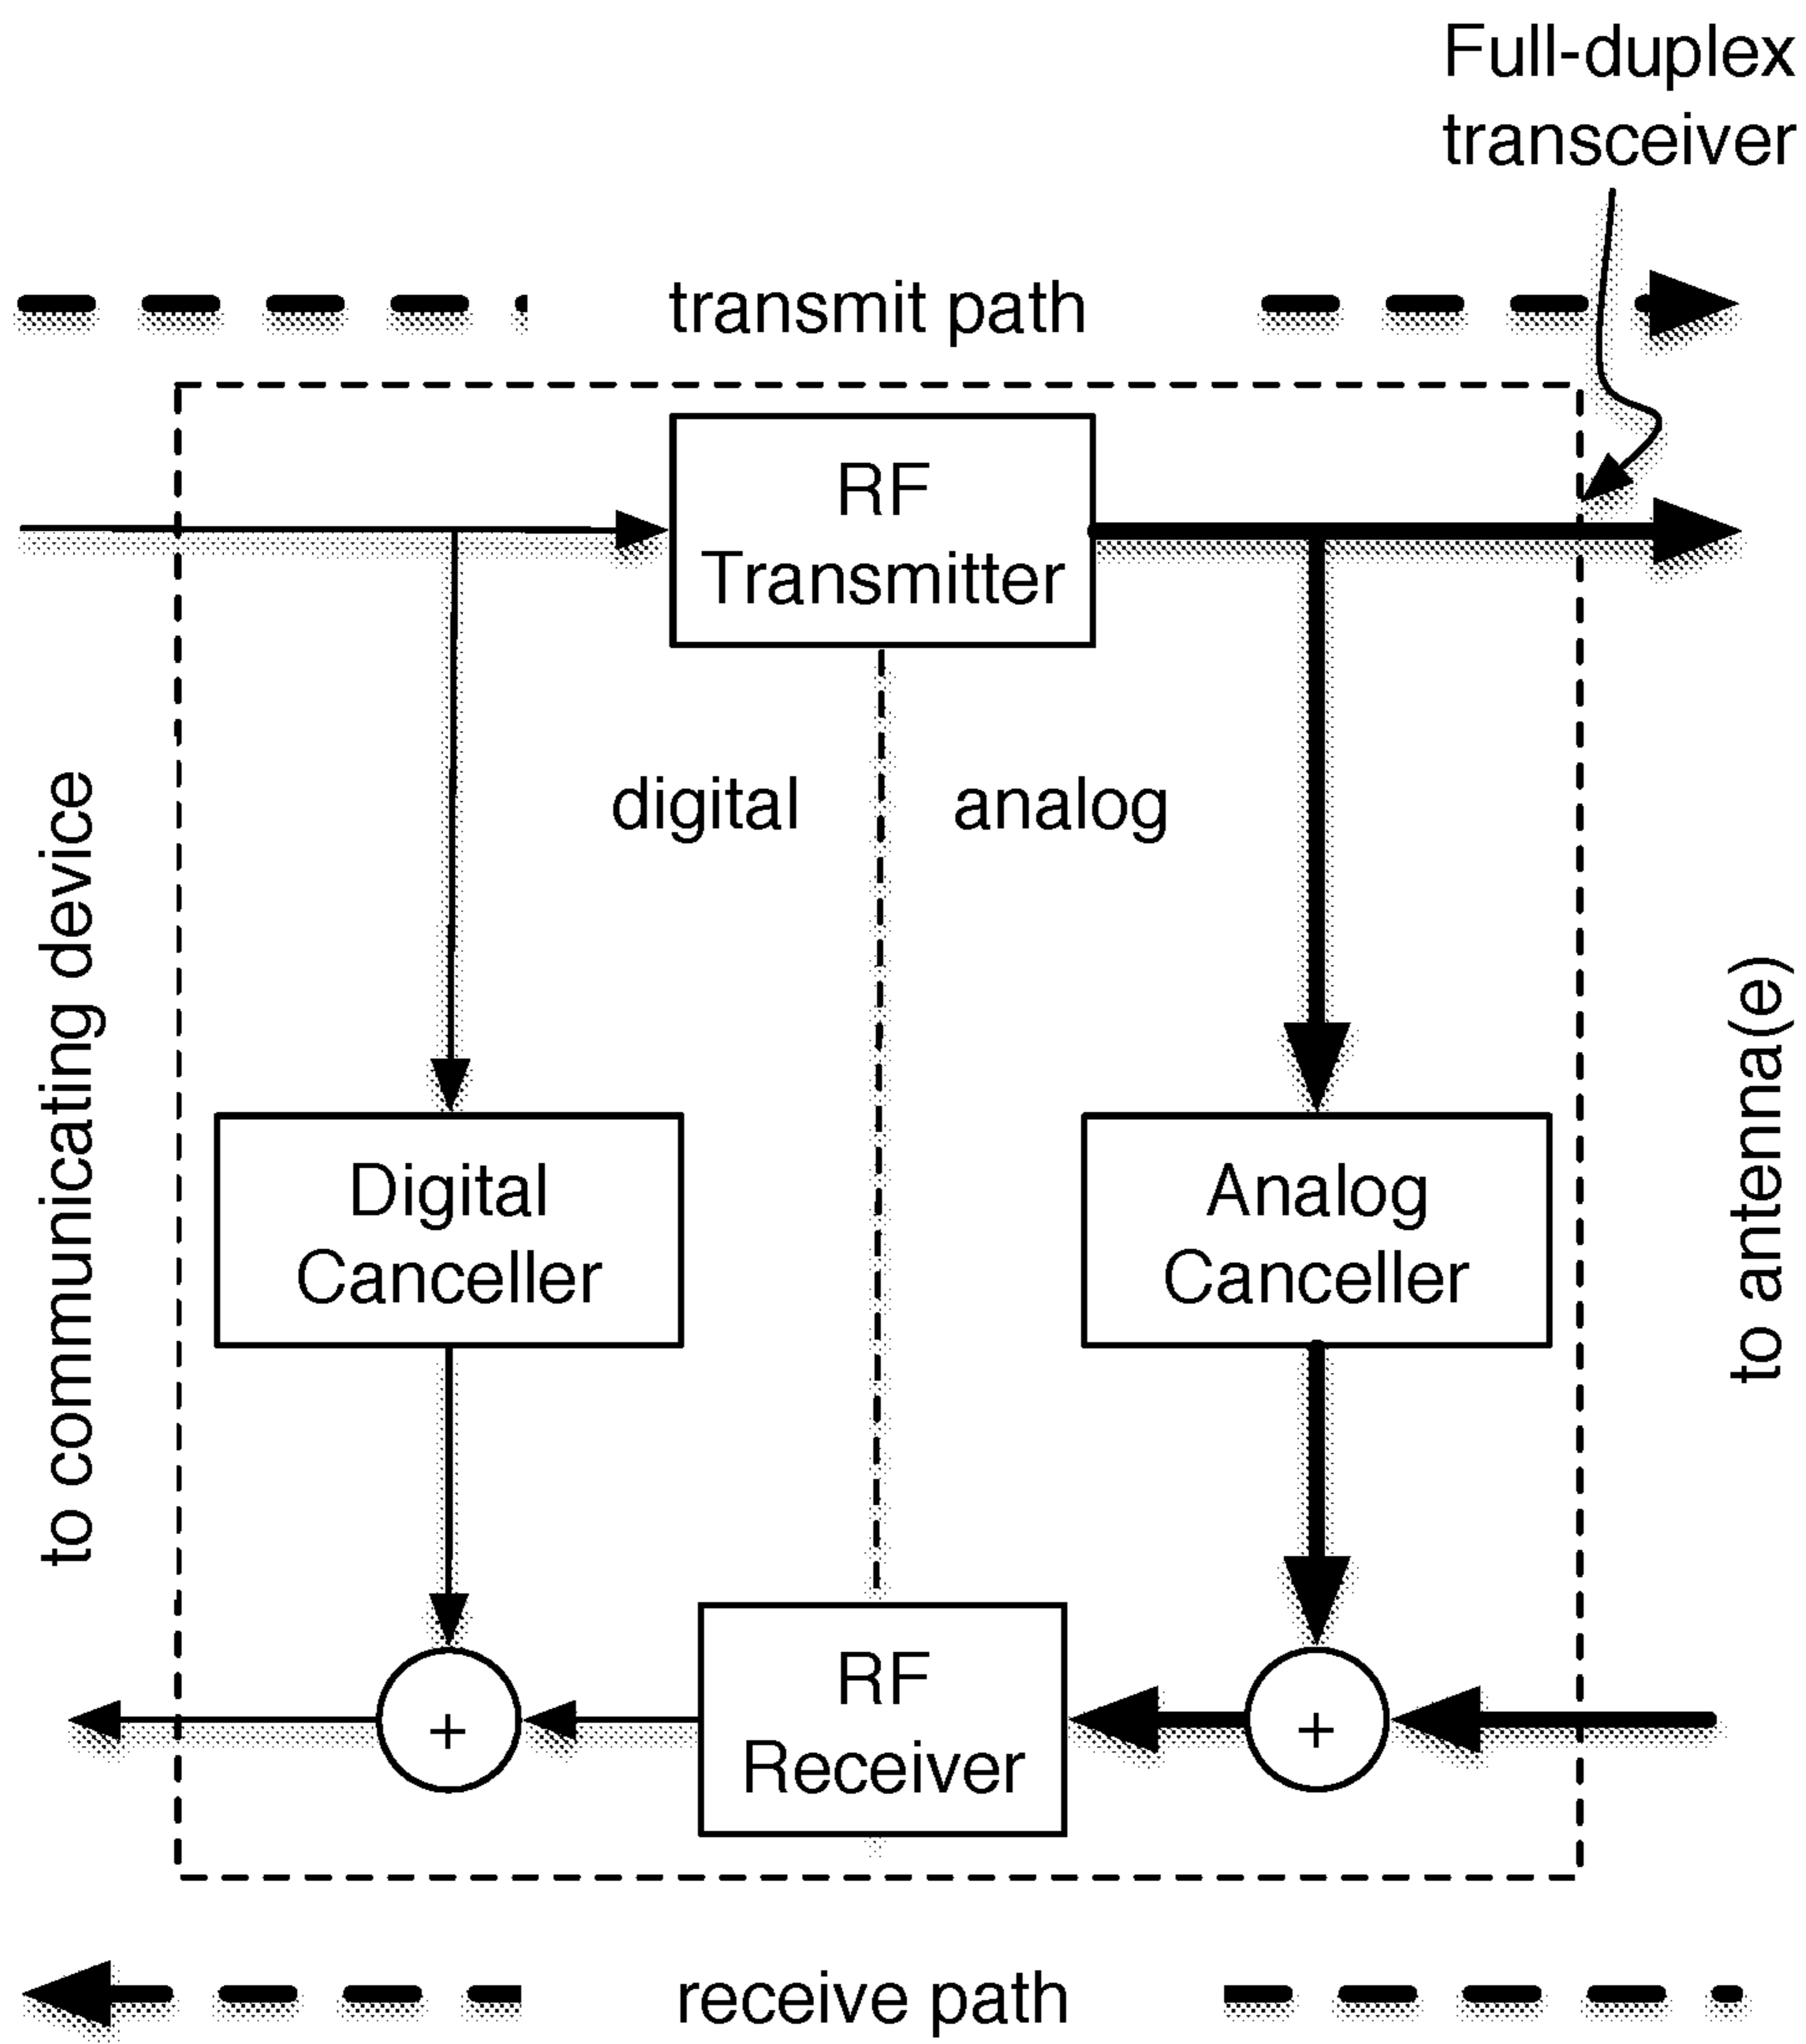 Full-duplex
transceiver
transmit path
RF
Transmitter
digital
analog
to communicating device
to antenna(e)
Digital
Canceller
Analog
Canceller
RF
Receiver
+
+
receive path